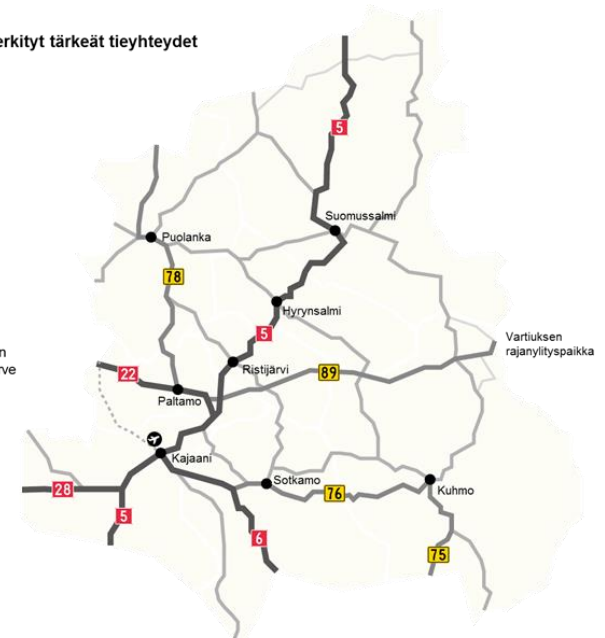 erkityt tärkeät tieyhteydet
5
Suomussalmi
Puolanka
78
Hyrynsalmi
5
Vartiuksen
rajanylityspaikka
n
rve
22
Ristijärvi
89
Paltamo
Kajaani
Sotkamo
28
76
Kuhmo
5
6
75